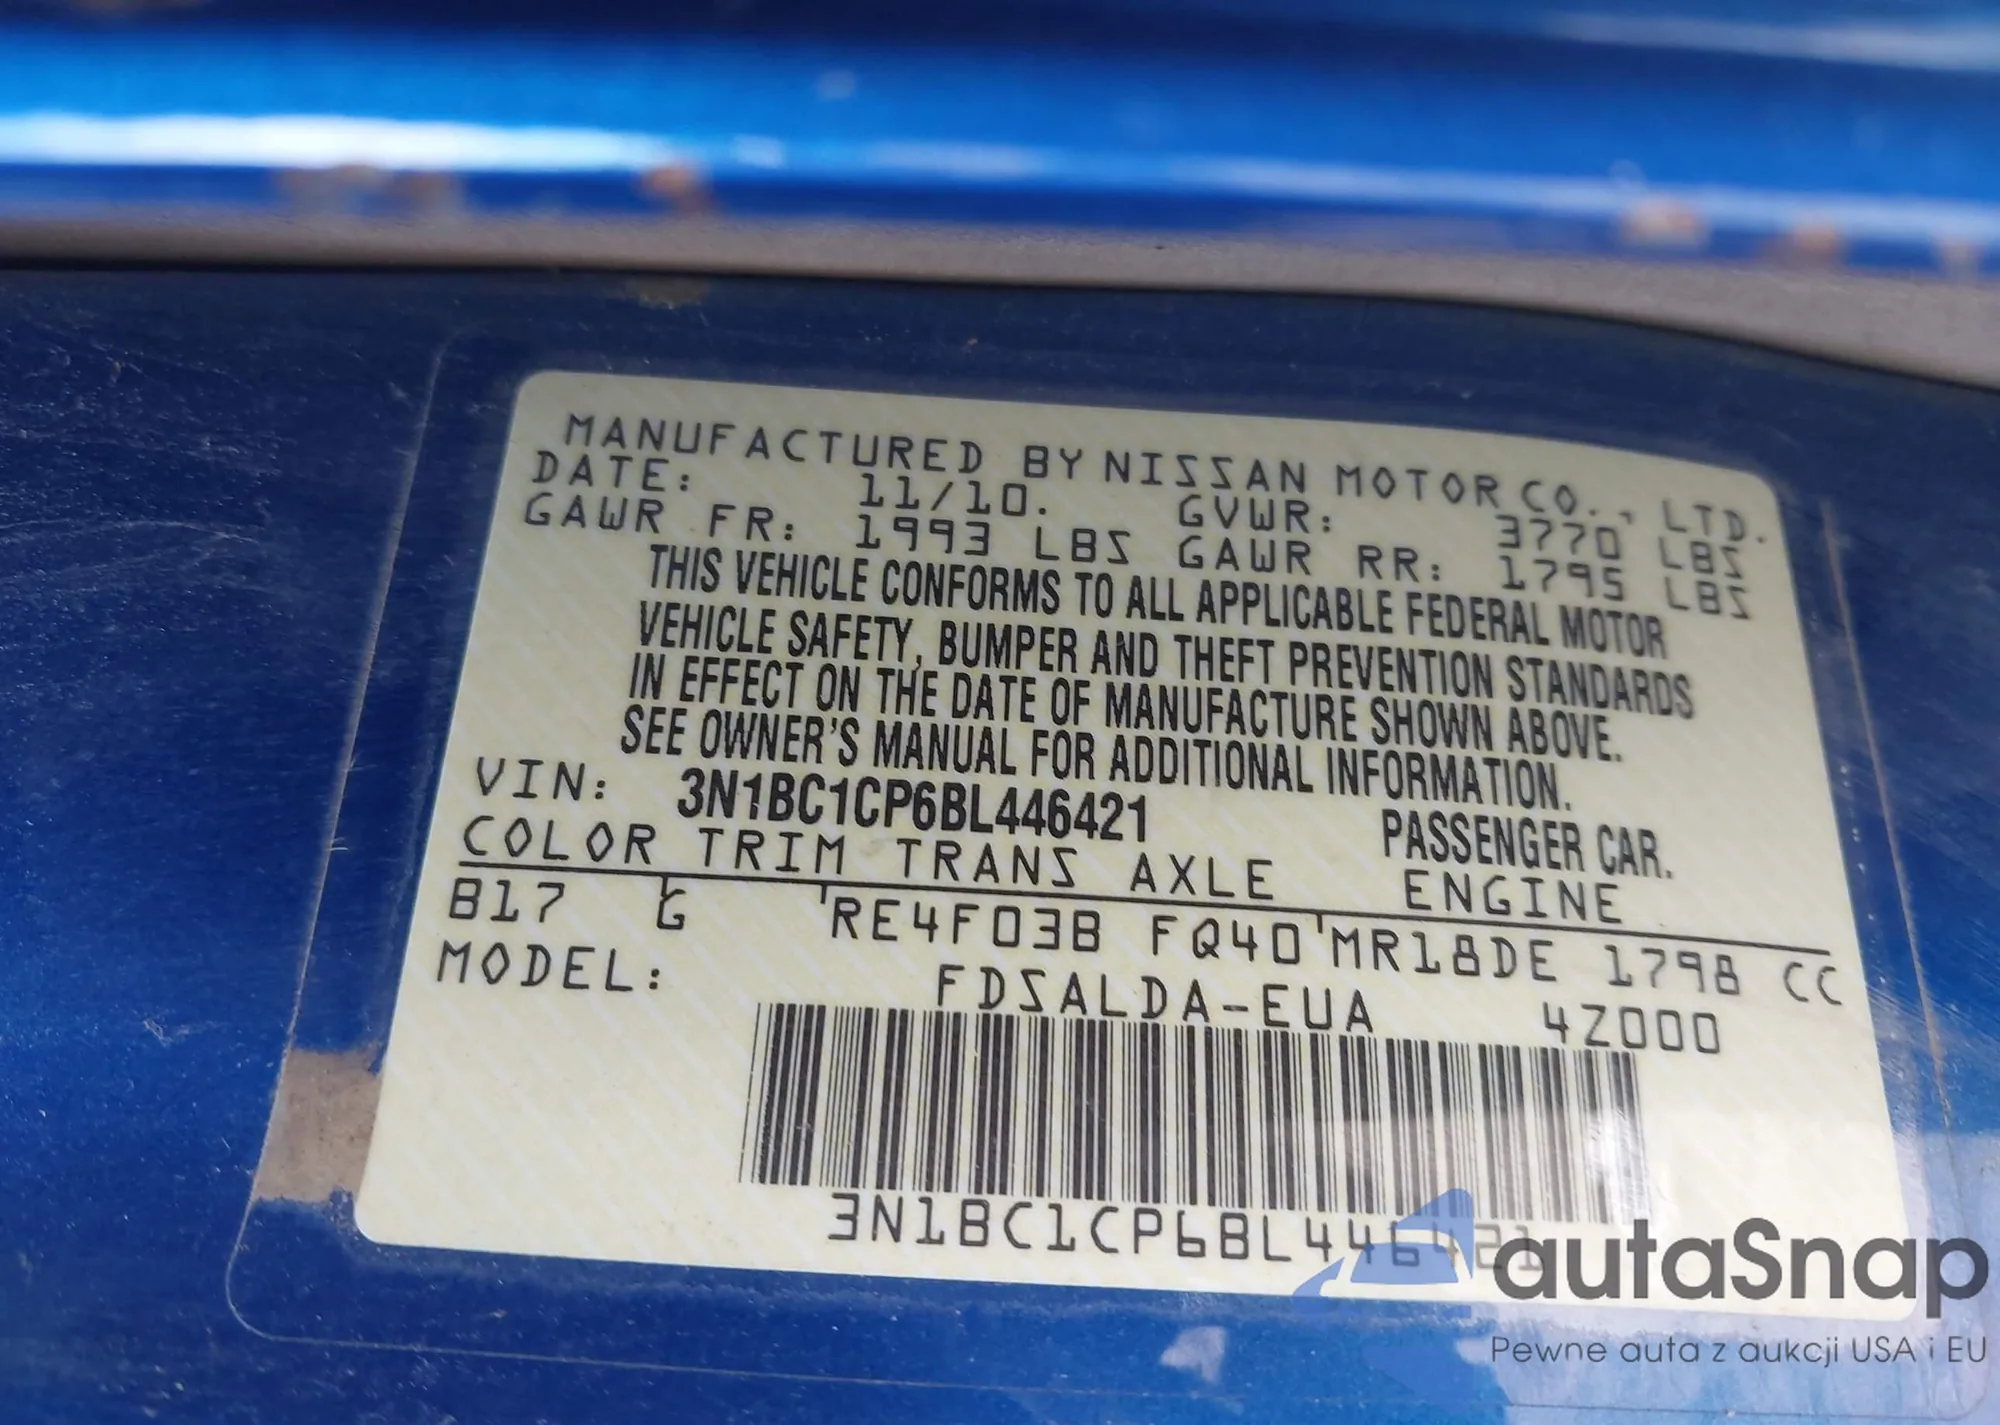 MANUFACTURED BY NISSAN MOTOR CO., LTD.
DATE: 11/10. GVWR: 3770 LBS
GAWR FR: 1993 LBS GAWR RR: 1795 LBS
THIS VEHICLE CONFORMS TO ALL APPLICABLE FEDERAL MOTOR
VEHICLE SAFETY, BUMPER AND THEFT PREVENTION STANDARDS
IN EFFECT ON THE DATE OF MANUFACTURE SHOWN ABOVE.
SEE OWNER'S MANUAL FOR ADDITIONAL INFORMATION.
VIN: 3N1BC1CP6BL446421 PASSENGER CAR.
COLOR TRIM TRANS AXLE ENGINE
B17 G RE4F03B FQ40 MR18DE 1798 CC
MODEL: FDSALDA-EUA 4Z000
3N1BC1CP6BL446421
autaSnap
Pewne auta z aukcji USA i EU